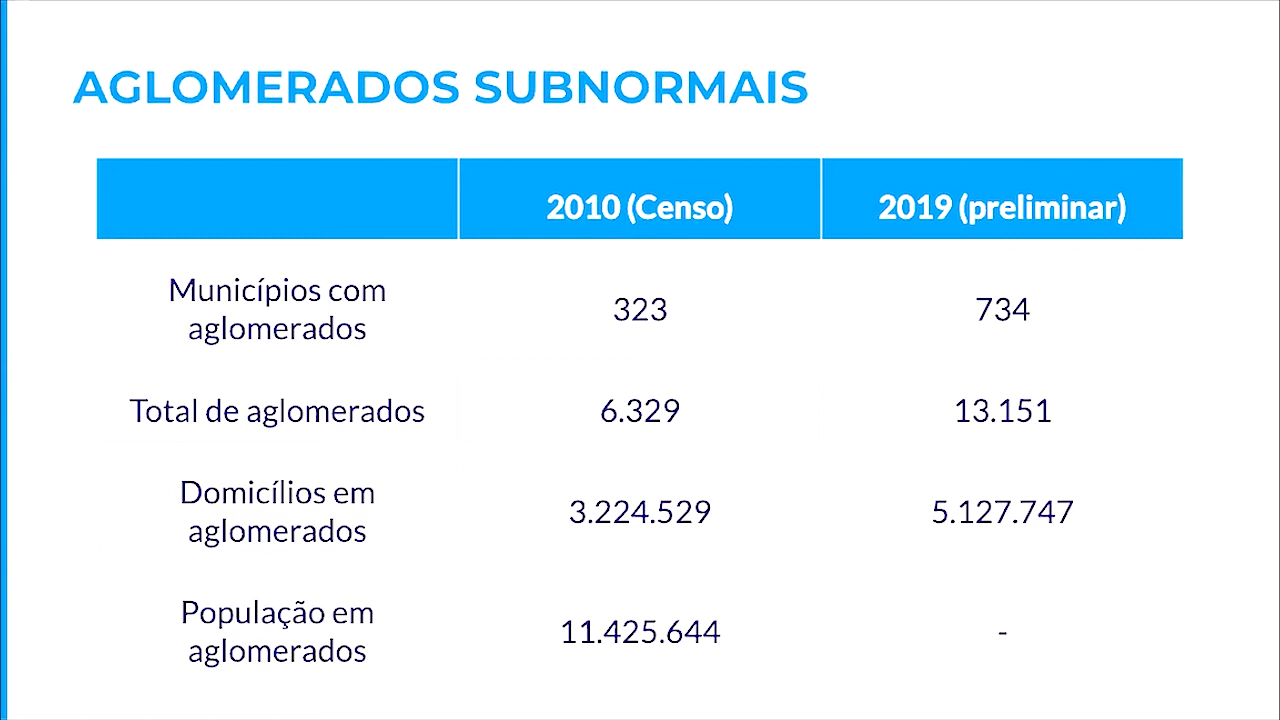 AGLOMERADOS SUBNORMAIS
2010 (Censo)
2019 (preliminar)
Municípios com
aglomerados
323
734
Total de aglomerados
6.329
13.151
Domicílios em
aglomerados
3.224.529
5.127.747
População em
aglomerados
11.425.644
-